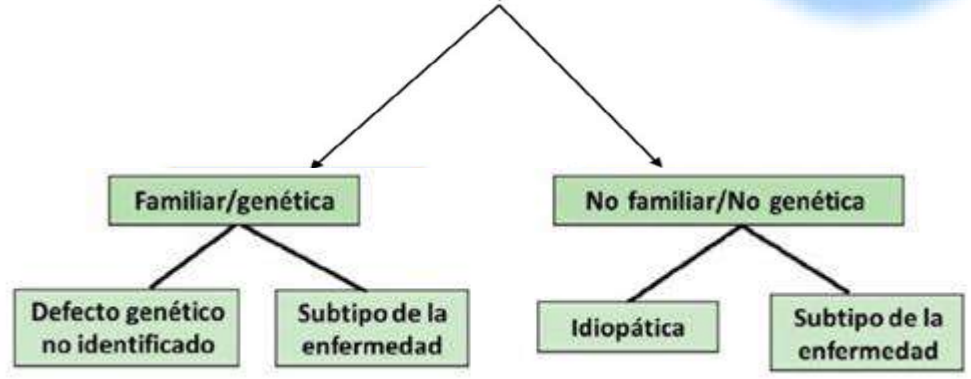 Familiar/genética
No familiar/No genética
Defecto genético
no identificado
Subtipo de la
enfermedad
Idiopática
Subtipo de la
enfermedad